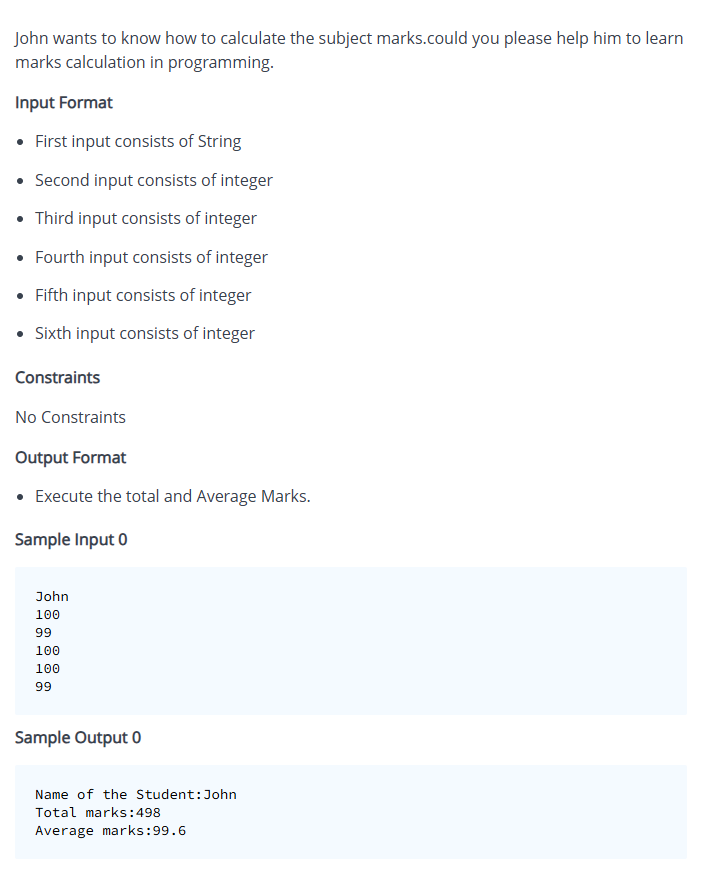 John wants to know how to calculate the subject marks.could you please help him to learn
marks calculation in programming.
Input Format
• First input consists of String
• Second input consists of integer
• Third input consists of integer
• Fourth input consists of integer
• Fifth input consists of integer
• Sixth input consists of integer
Constraints
No Constraints
Output Format
• Execute the total and Average Marks.
Sample Input 0
John
100
99
100
100
99
Sample Output 0
Name of the Student:John
Total marks:498
Average marks:99.6